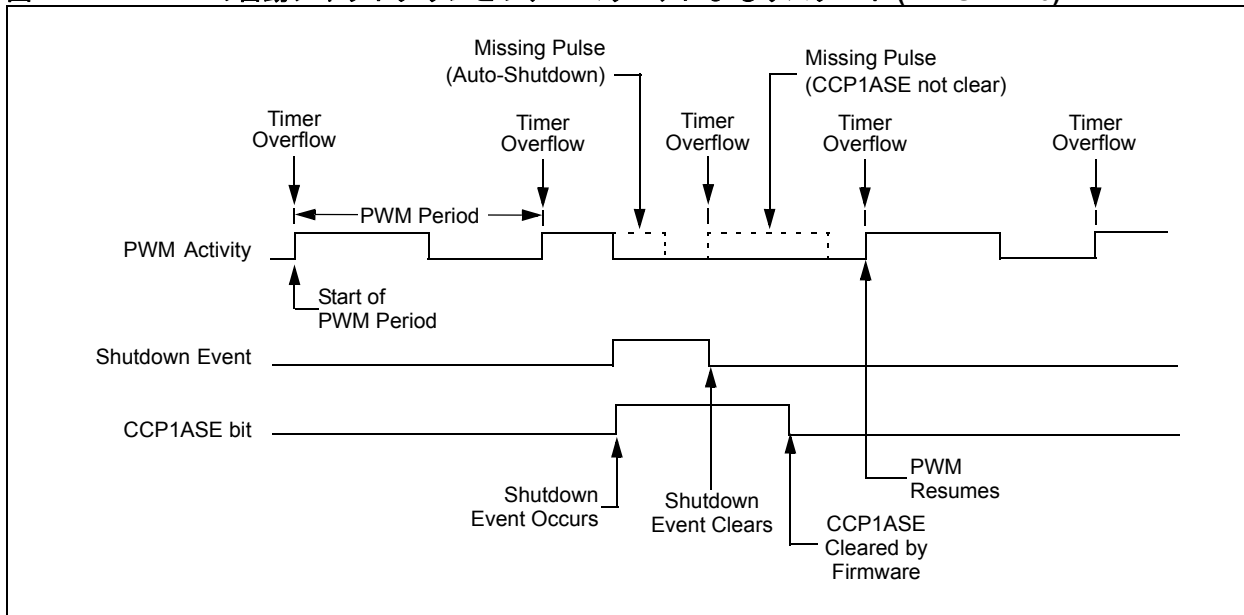 Missing Pulse
(Auto-Shutdown)
Missing Pulse
(CCP1ASE not clear)
Timer
Overflow
Timer
Overflow
Timer
Overflow
Timer
Overflow
Timer
Overflow
PWM Period
PWM Activity
Start of
PWM Period
Shutdown Event
CCP1ASE bit
Shutdown
Event Occurs
Shutdown
Event Clears
CCP1ASE
Cleared by
Firmware
PWM
Resumes